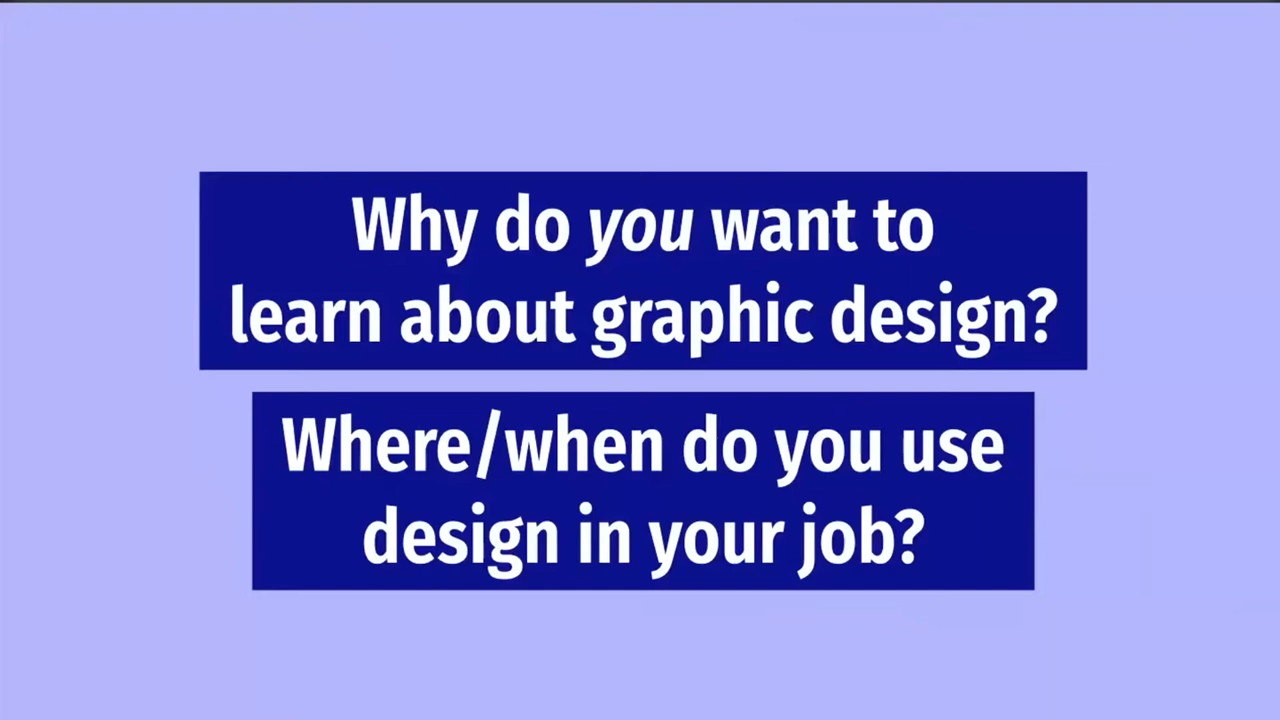 Why do you want to
learn about graphic design?
Where/when do you use
design in your job?